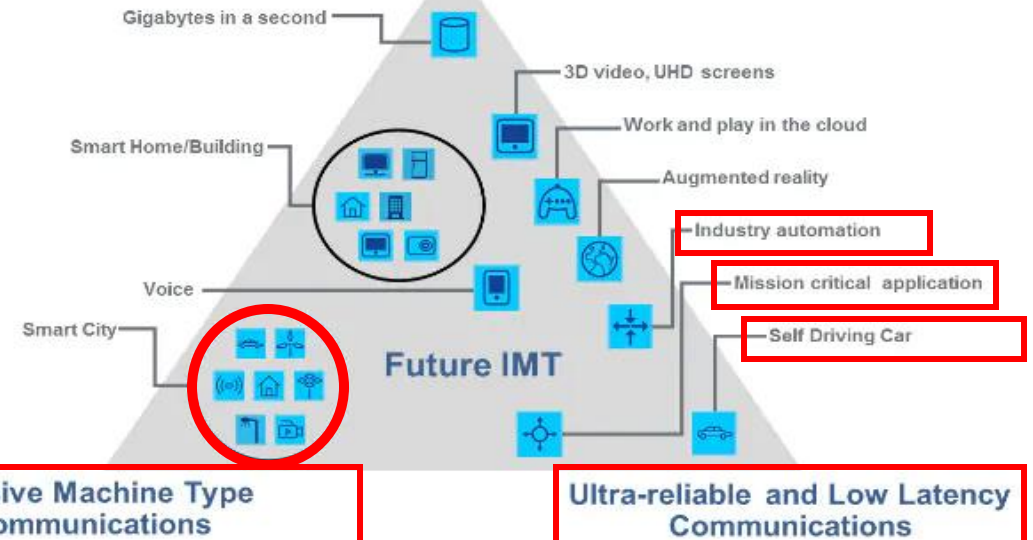 Gigabytes in a second
3D video, UHD screens
Smart Home/Building
Work and play in the cloud
Augmented reality
Industry automation
Mission critical application
Voice
Smart City
Self Driving Car
Future IMT
ive Machine Type
ommunications
Ultra-reliable and Low Latency
Communications